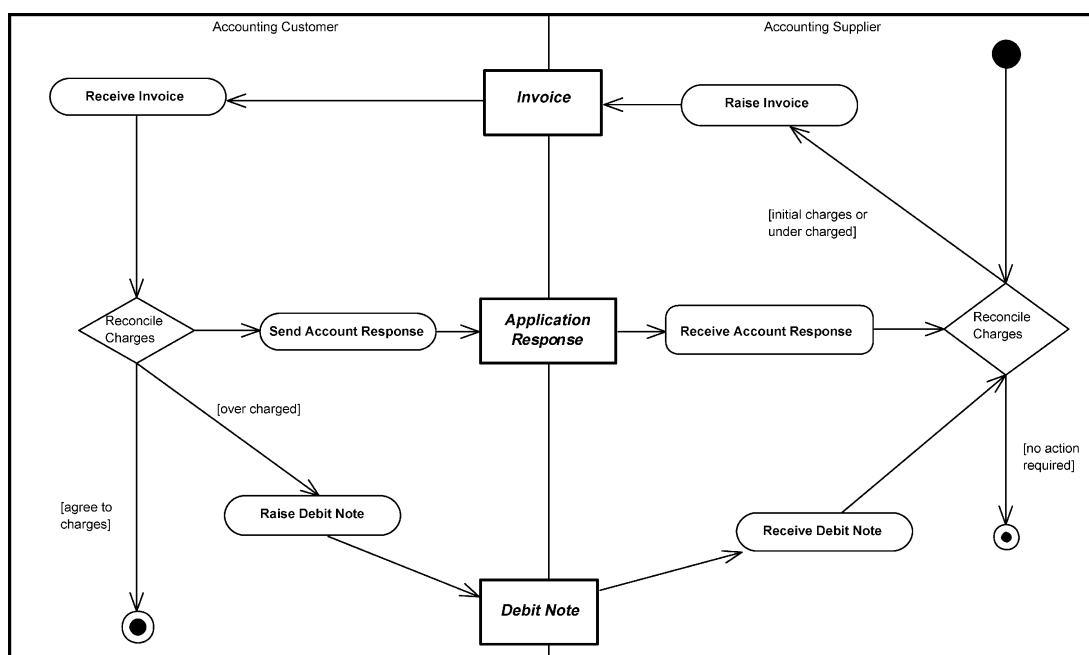 Accounting Customer
Accounting Supplier
Receive Invoice
Invoice
Raise Invoice
[initial charges or
under charged]
Reconcile
Charges
Send Account Response
Application
Response
Receive Account Response
Reconcile
Charges
[over charged]
[no action
required]
[agree to
charges]
Raise Debit Note
Receive Debit Note
Debit Note